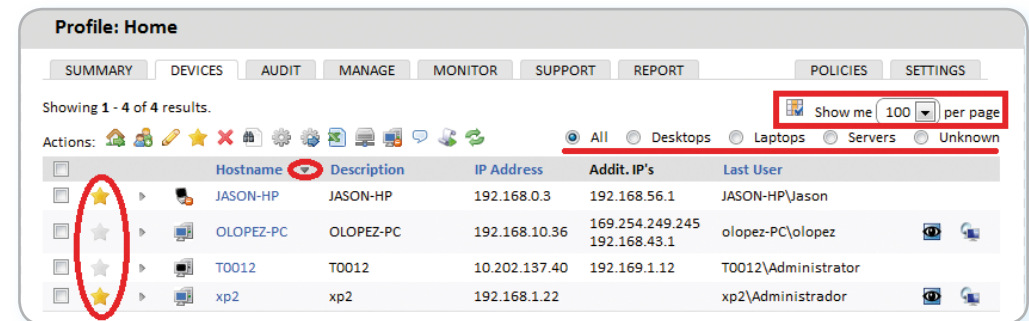 Profile: Home
SUMMARY DEVICES AUDIT MANAGE MONITOR SUPPORT REPORT POLICIES SETTINGS
Showing 1 - 4 of 4 results. Show me 100 per page
Actions: All Desktops Laptops Servers Unknown
Hostname Description IP Address Addit. IP's Last User
JASON-HP JASON-HP 192.168.0.3 192.168.56.1 JASON-HP\Jason
OLOPEZ-PC OLOPEZ-PC 192.168.10.36 169.254.249.245 olopez-PC\olopez
192.168.43.1
T0012 T0012 10.202.137.40 192.169.1.12 T0012\Administrator
xp2 xp2 192.168.1.22 xp2\Administrador